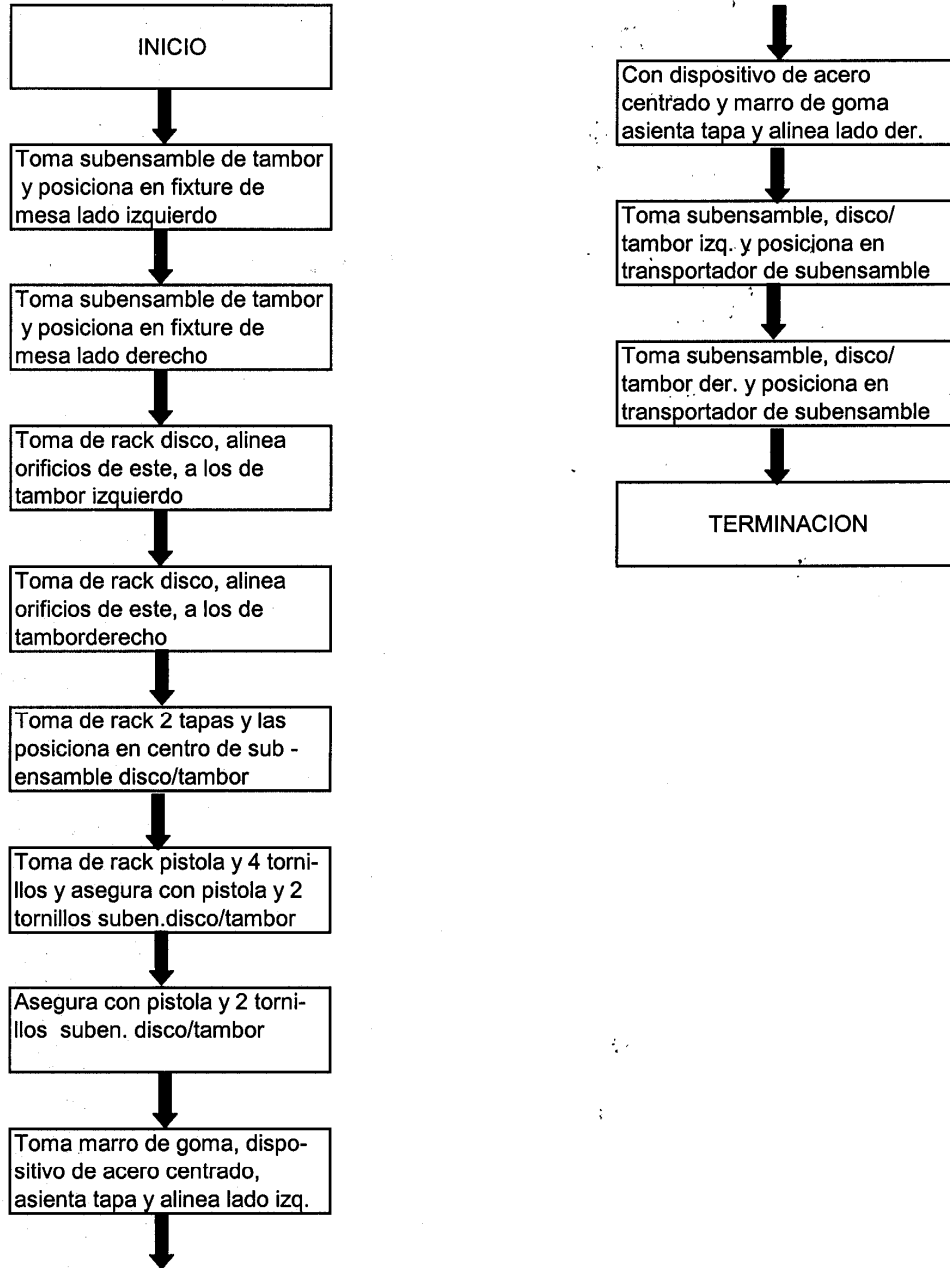 INICIO
Toma subensamble de tambor
y posiciona en fixture de
mesa lado izquierdo
Toma subensamble de tambor
y posiciona en fixture de
mesa lado derecho
Toma de rack disco, alinea
orificios de este, a los de
tambor izquierdo
Toma de rack disco, alinea
orificios de este, a los de
tamborderecho
Toma de rack 2 tapas y las
posiciona en centro de sub -
ensamble disco/tambor
Toma de rack pistola y 4 torni-
llos y asegura con pistola y 2
tornillos suben.disco/tambor
Asegura con pistola y 2 torni-
llos suben. disco/tambor
Toma marro de goma, dispo-
sitivo de acero centrado,
asienta tapa y alinea lado izq.
Con dispositivo de acero
centrado y marro de goma
asienta tapa y alinea lado der.
Toma subensamble, disco/
tambor izq. y posiciona en
transportador de subensamble
Toma subensamble, disco/
tambor der. y posiciona en
transportador de subensamble
TERMINACION